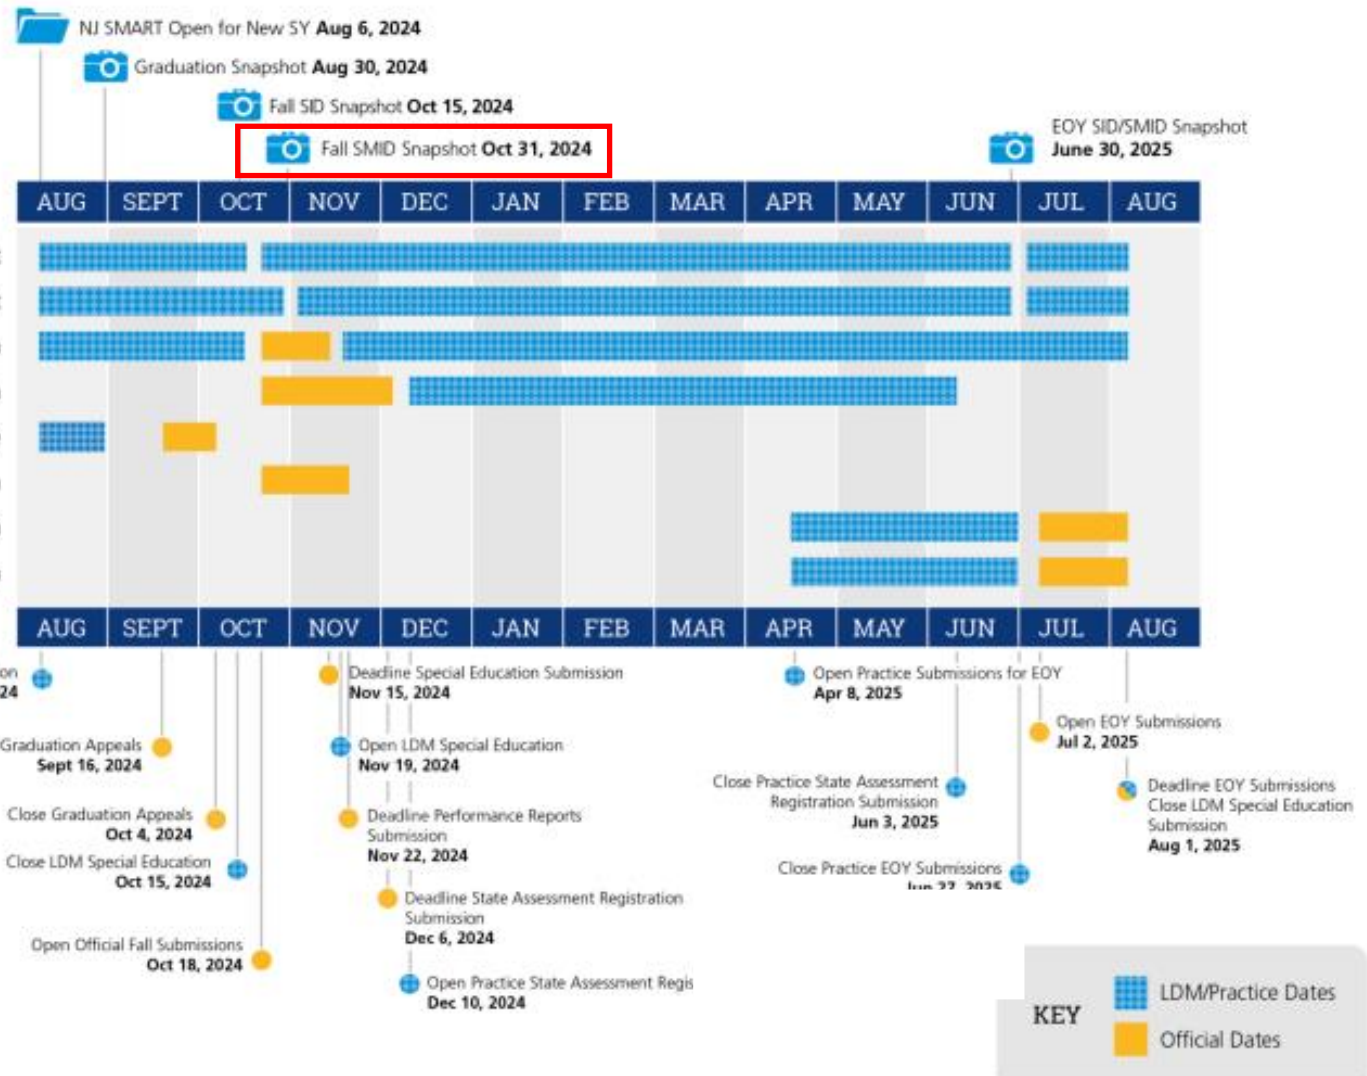 NJ SMART Open for New SY Aug 6, 2024
Graduation Snapshot Aug 30, 2024
Fall SID Snapshot Oct 15, 2024
Fall SMID Snapshot Oct 31, 2024
EOY SID/SMID Snapshot
June 30, 2025
AUG SEPT OCT NOV DEC JAN FEB MAR APR MAY JUN JUL AUG
AUG SEPT OCT NOV DEC JAN FEB MAR APR MAY JUN JUL AUG
on
24
Graduation Appeals
Sept 16, 2024
Close Graduation Appeals
Oct 4, 2024
Close LDM Special Education
Oct 15, 2024
Open Official Fall Submissions
Oct 18, 2024
Deadline Special Education Submission
Nov 15, 2024
Open LDM Special Education
Nov 19, 2024
Deadline Performance Reports
Submission
Nov 22, 2024
Deadline State Assessment Registration
Submission
Dec 6, 2024
Open Practice State Assessment Regis
Dec 10, 2024
Open Practice Submissions for EOY
Apr 8, 2025
Close Practice State Assessment
Registration Submission
Jun 3, 2025
Close Practice EOY Submissions
Jun 27, 2025
Open EOY Submissions
Jul 2, 2025
Deadline EOY Submissions
Close LDM Special Education
Submission
Aug 1, 2025
KEY
LDM/Practice Dates
Official Dates